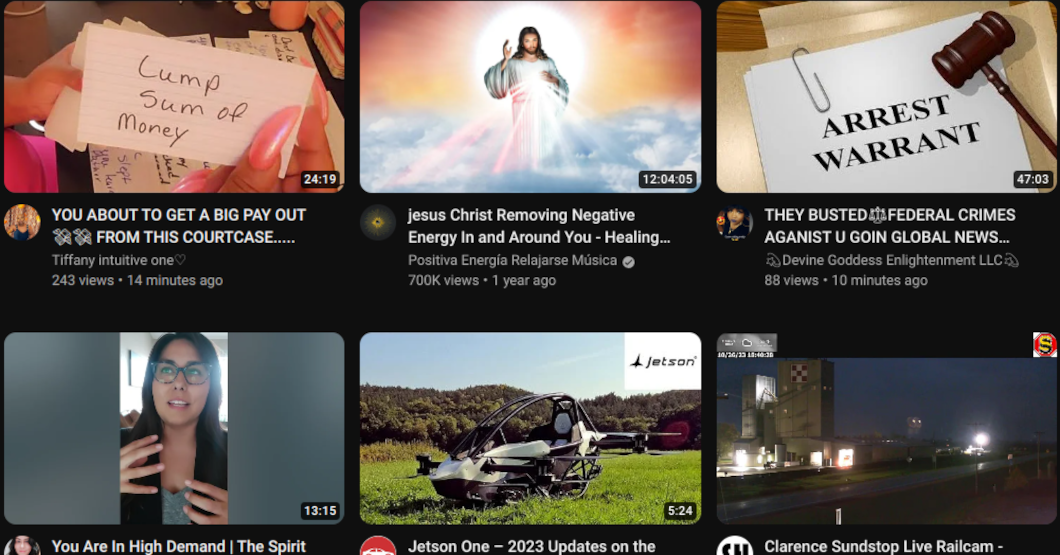 Lump
Sum of
Money
24:19
12:04:05
ARREST
WARRANT
47:03
YOU ABOUT TO GET A BIG PAY OUT
💸💸 FROM THIS COURTCASE.....
Tiffany intuitive one♡
243 views • 14 minutes ago
jesus Christ Removing Negative
Energy In and Around You - Healing...
Positiva Energía Relajarse Música
700K views • 1 year ago
THEY BUSTED⚖FEDERAL CRIMES
AGANIST U GOIN GLOBAL NEWS...
💫Devine Goddess Enlightenment LLC💫
88 views • 10 minutes ago
13:15
Jetson
5:24
S
You Are In High Demand | The Spirit
Jetson One – 2023 Updates on the
Clarence Sundstop Live Railcam -